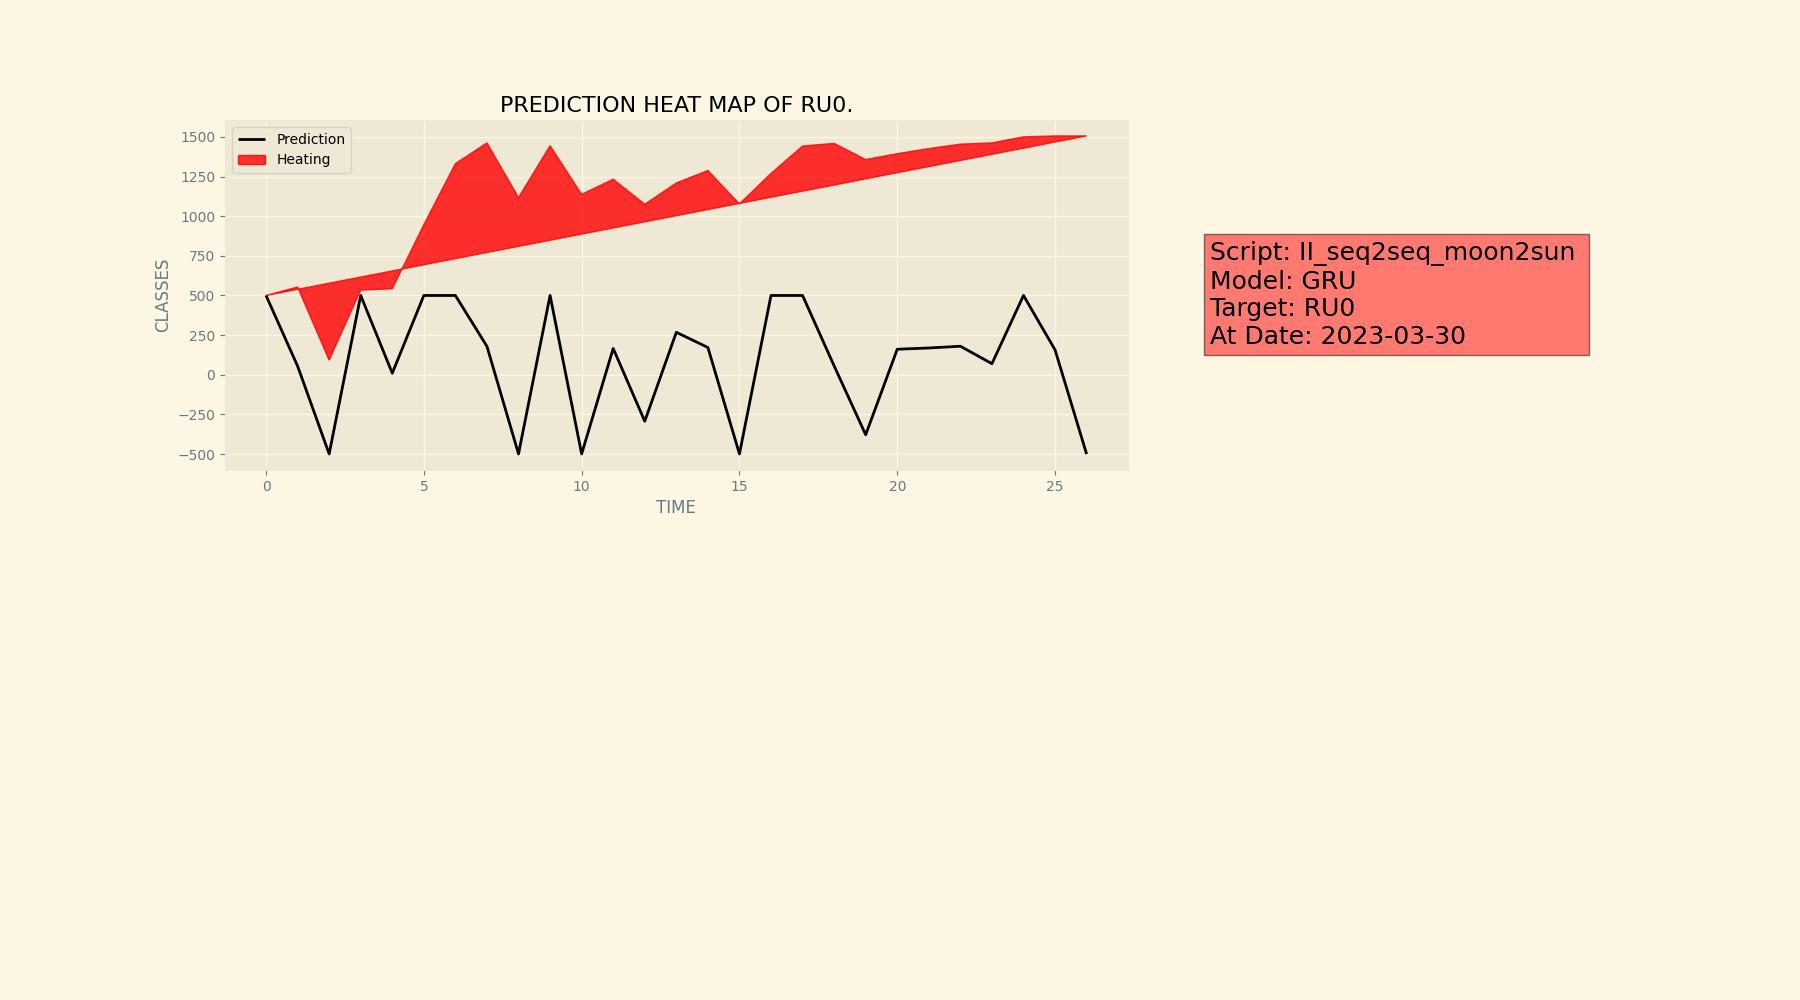 PREDICTION HEAT MAP OF RU0.
Prediction
Heating
1500
1250
1000
750
500
250
0
−250
−500
CLASSES
0 5 10 15 20 25
TIME
Script: II_seq2seq_moon2sun
Model: GRU
Target: RU0
At Date: 2023-03-30